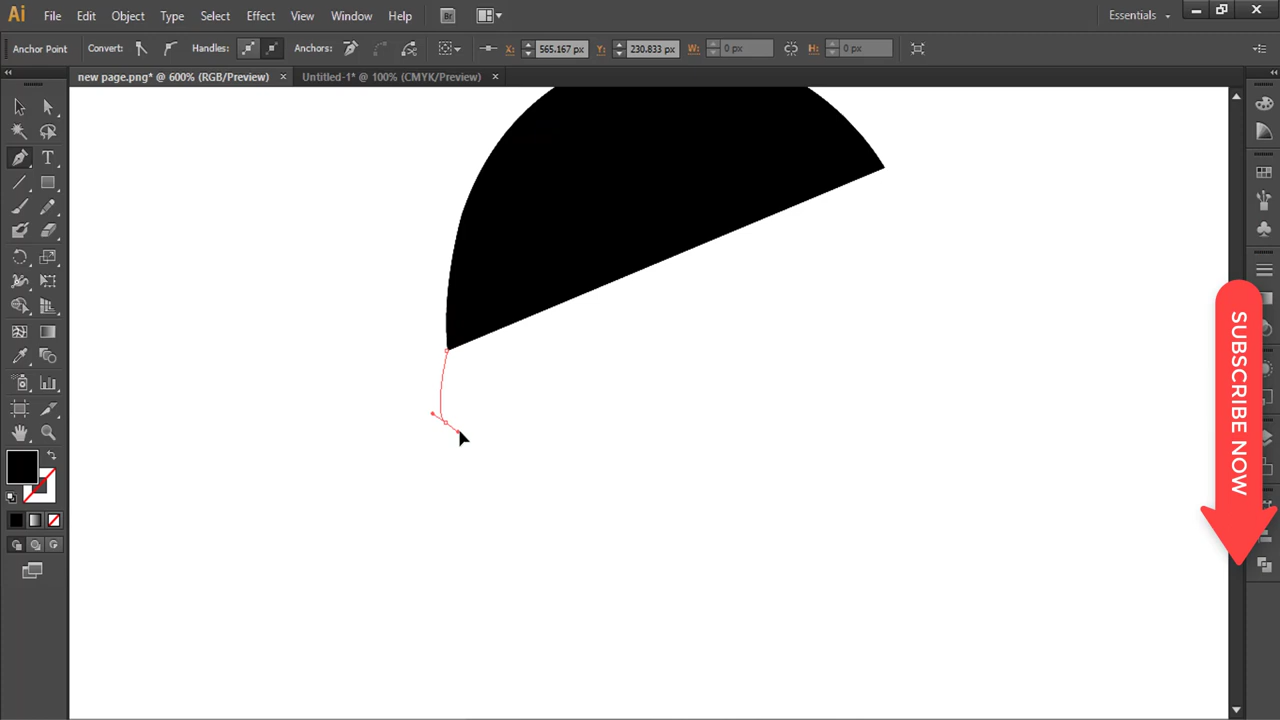 Ai File Edit Object Type Select Effect View Window Help Br Essentials
Anchor Point Convert: Handles: Anchors: X: 565.167 px Y: 230.833 px W: 0 px H: 0 px
new page.png* @ 600% (RGB/Preview) × Untitled-1* @ 100% (CMYK/Preview) ×
T
SUBSCRIBE NOW